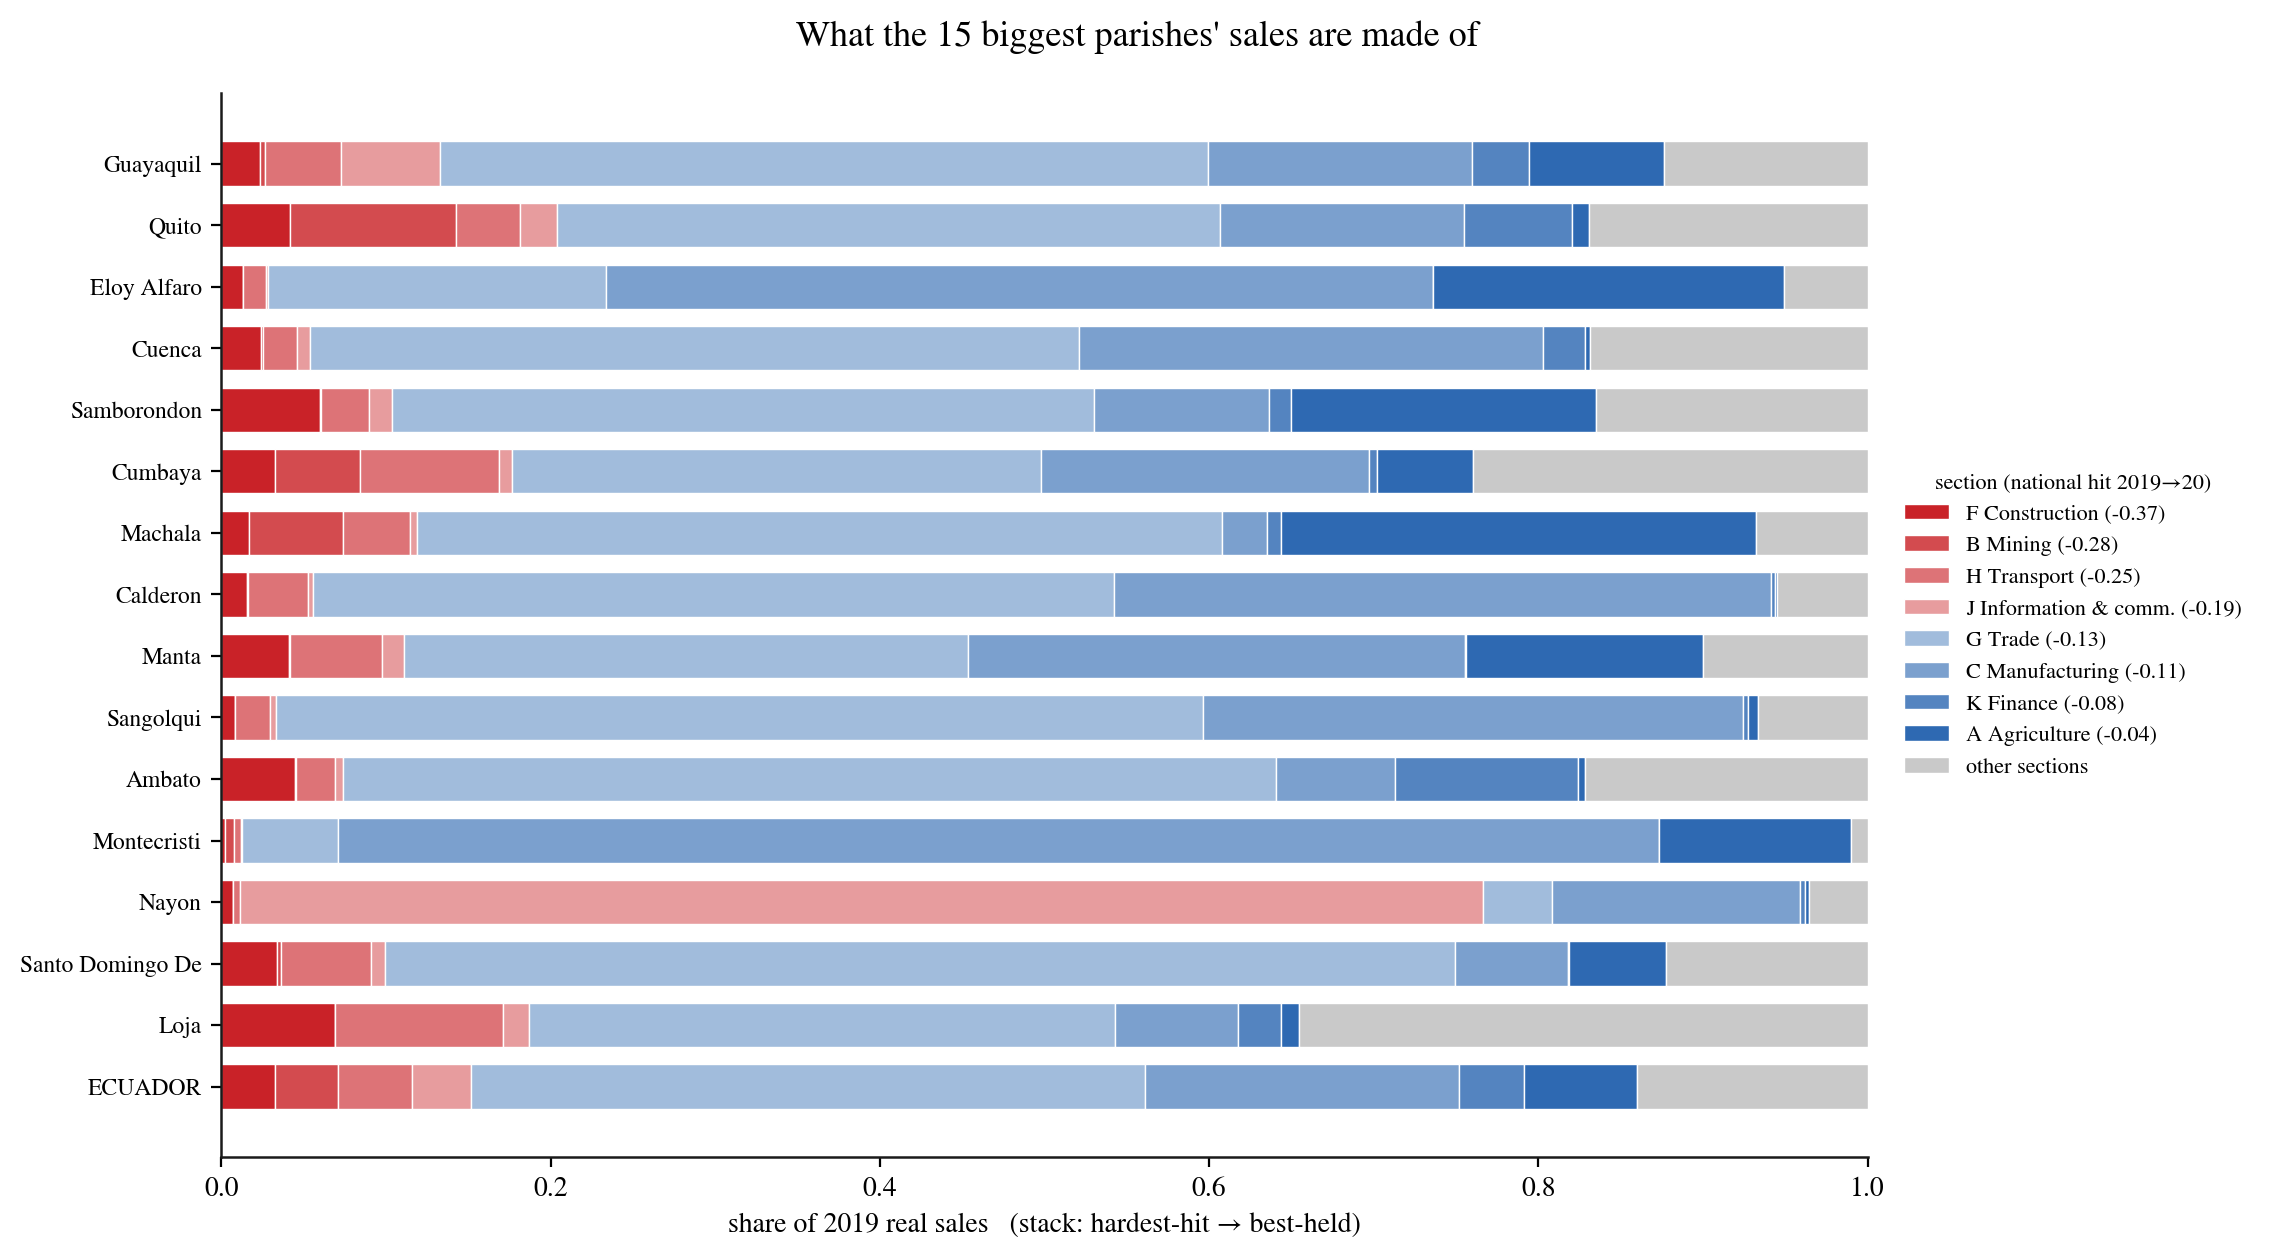 What the 15 biggest parishes' sales are made of
Guayaquil
Quito
Eloy Alfaro
Cuenca
Samborondon
Cumbaya
Machala
Calderon
Manta
Sangolqui
Ambato
Montecristi
Nayon
Santo Domingo De
Loja
ECUADOR
0.0 0.2 0.4 0.6 0.8 1.0
share of 2019 real sales (stack: hardest-hit → best-held)
section (national hit 2019→20)
F Construction (-0.37)
B Mining (-0.28)
H Transport (-0.25)
J Information & comm. (-0.19)
G Trade (-0.13)
C Manufacturing (-0.11)
K Finance (-0.08)
A Agriculture (-0.04)
other sections